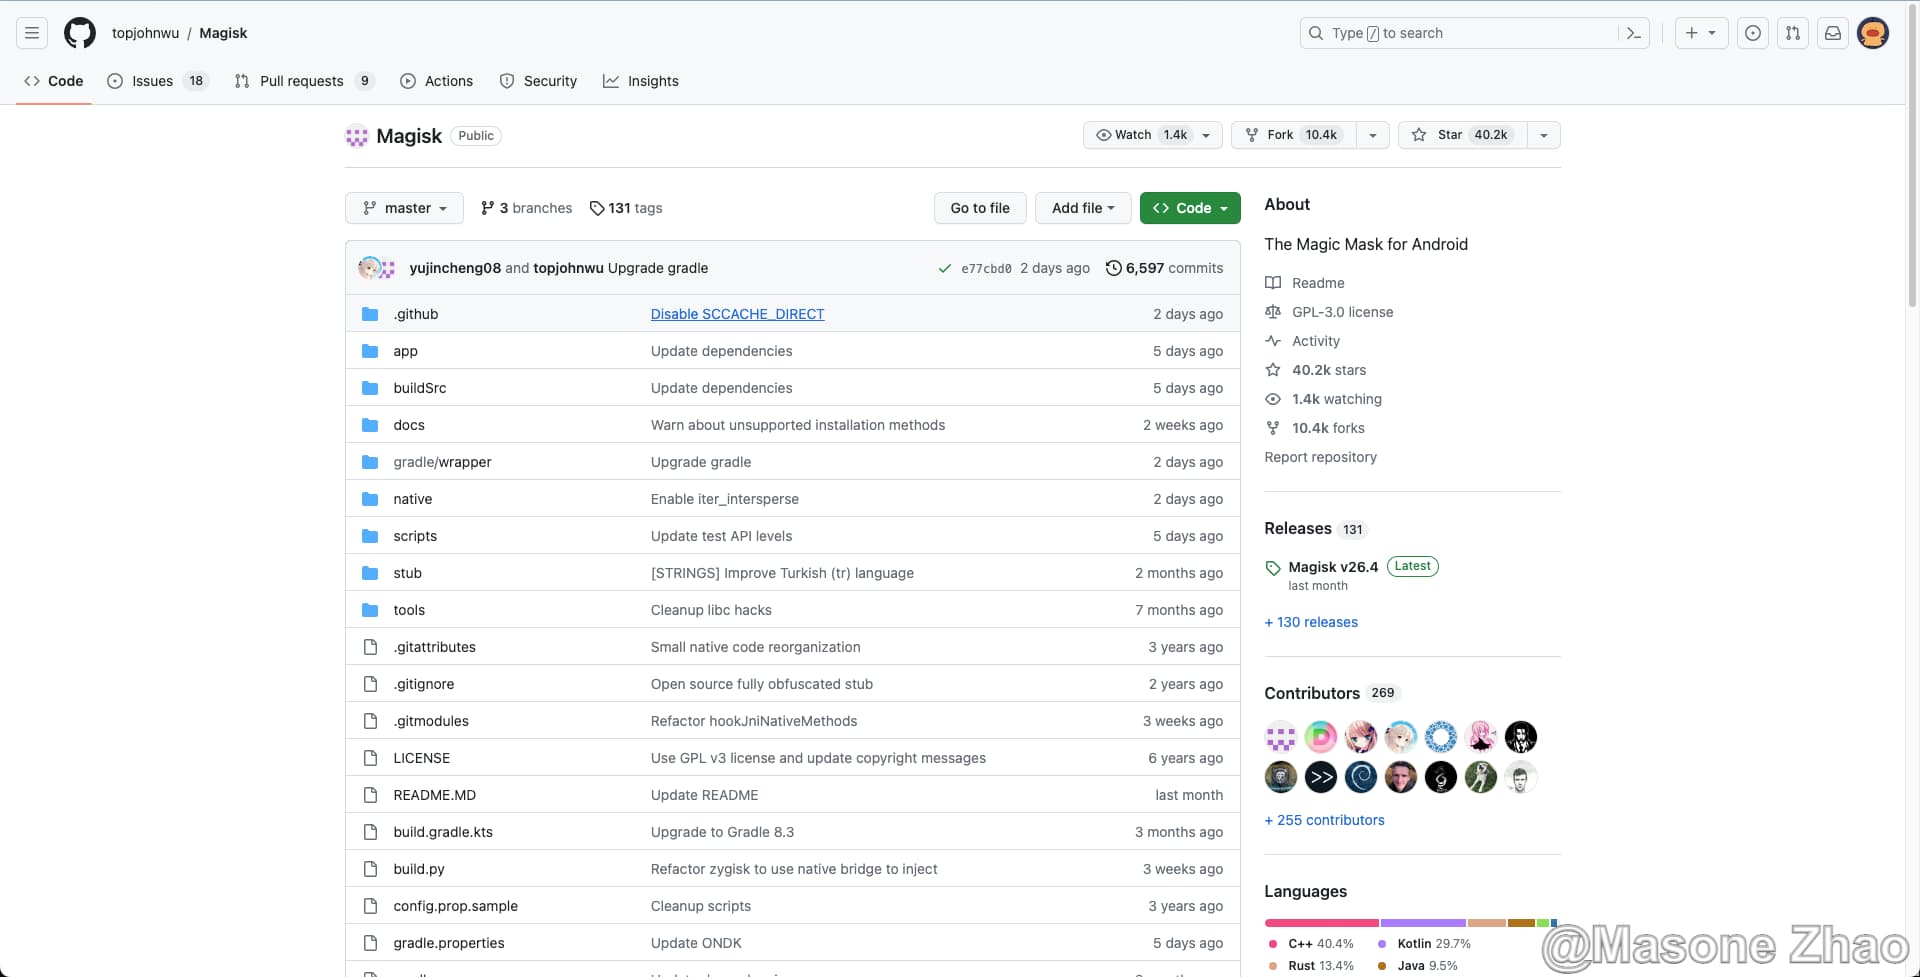 topjohnwu / Magisk
Type / to search
Code
Issues 18
Pull requests 9
Actions
Security
Insights
Magisk Public
Watch 1.4k
Fork 10.4k
Star 40.2k
master
3 branches
131 tags
Go to file
Add file
Code
yujincheng08 and topjohnwu Upgrade gradle e77cbd0 2 days ago 6,597 commits
.github Disable SCCACHE_DIRECT 2 days ago
app Update dependencies 5 days ago
buildSrc Update dependencies 5 days ago
docs Warn about unsupported installation methods 2 weeks ago
gradle/wrapper Upgrade gradle 2 days ago
native Enable iter_intersperse 2 days ago
scripts Update test API levels 5 days ago
stub [STRINGS] Improve Turkish (tr) language 2 months ago
tools Cleanup libc hacks 7 months ago
.gitattributes Small native code reorganization 3 years ago
.gitignore Open source fully obfuscated stub 2 years ago
.gitmodules Refactor hookJniNativeMethods 3 weeks ago
LICENSE Use GPL v3 license and update copyright messages 6 years ago
README.MD Update README last month
build.gradle.kts Upgrade to Gradle 8.3 3 months ago
build.py Refactor zygisk to use native bridge to inject 3 weeks ago
config.prop.sample Cleanup scripts 3 years ago
gradle.properties Update ONDK 5 days ago
About
The Magic Mask for Android
Readme
GPL-3.0 license
Activity
40.2k stars
1.4k watching
10.4k forks
Report repository
Releases 131
Magisk v26.4 Latest
last month
+ 130 releases
Contributors 269
+ 255 contributors
Languages
C++ 40.4% Kotlin 29.7%
Rust 13.4% Java 9.5%
@Masone Zhao